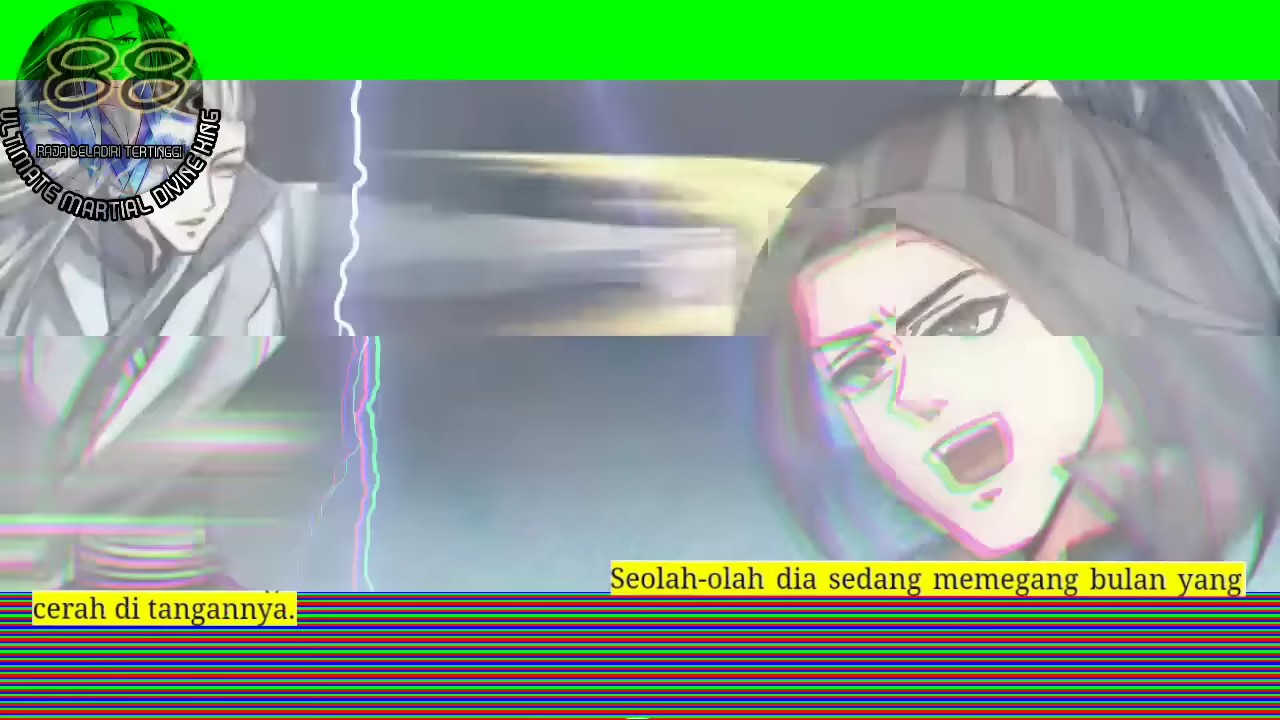 88
RAJA BELADIRI TERTINGGI
ULTIMATE MARTIAL DIVINE KING
Seolah-olah dia sedang memegang bulan yang
cerah di tangannya.